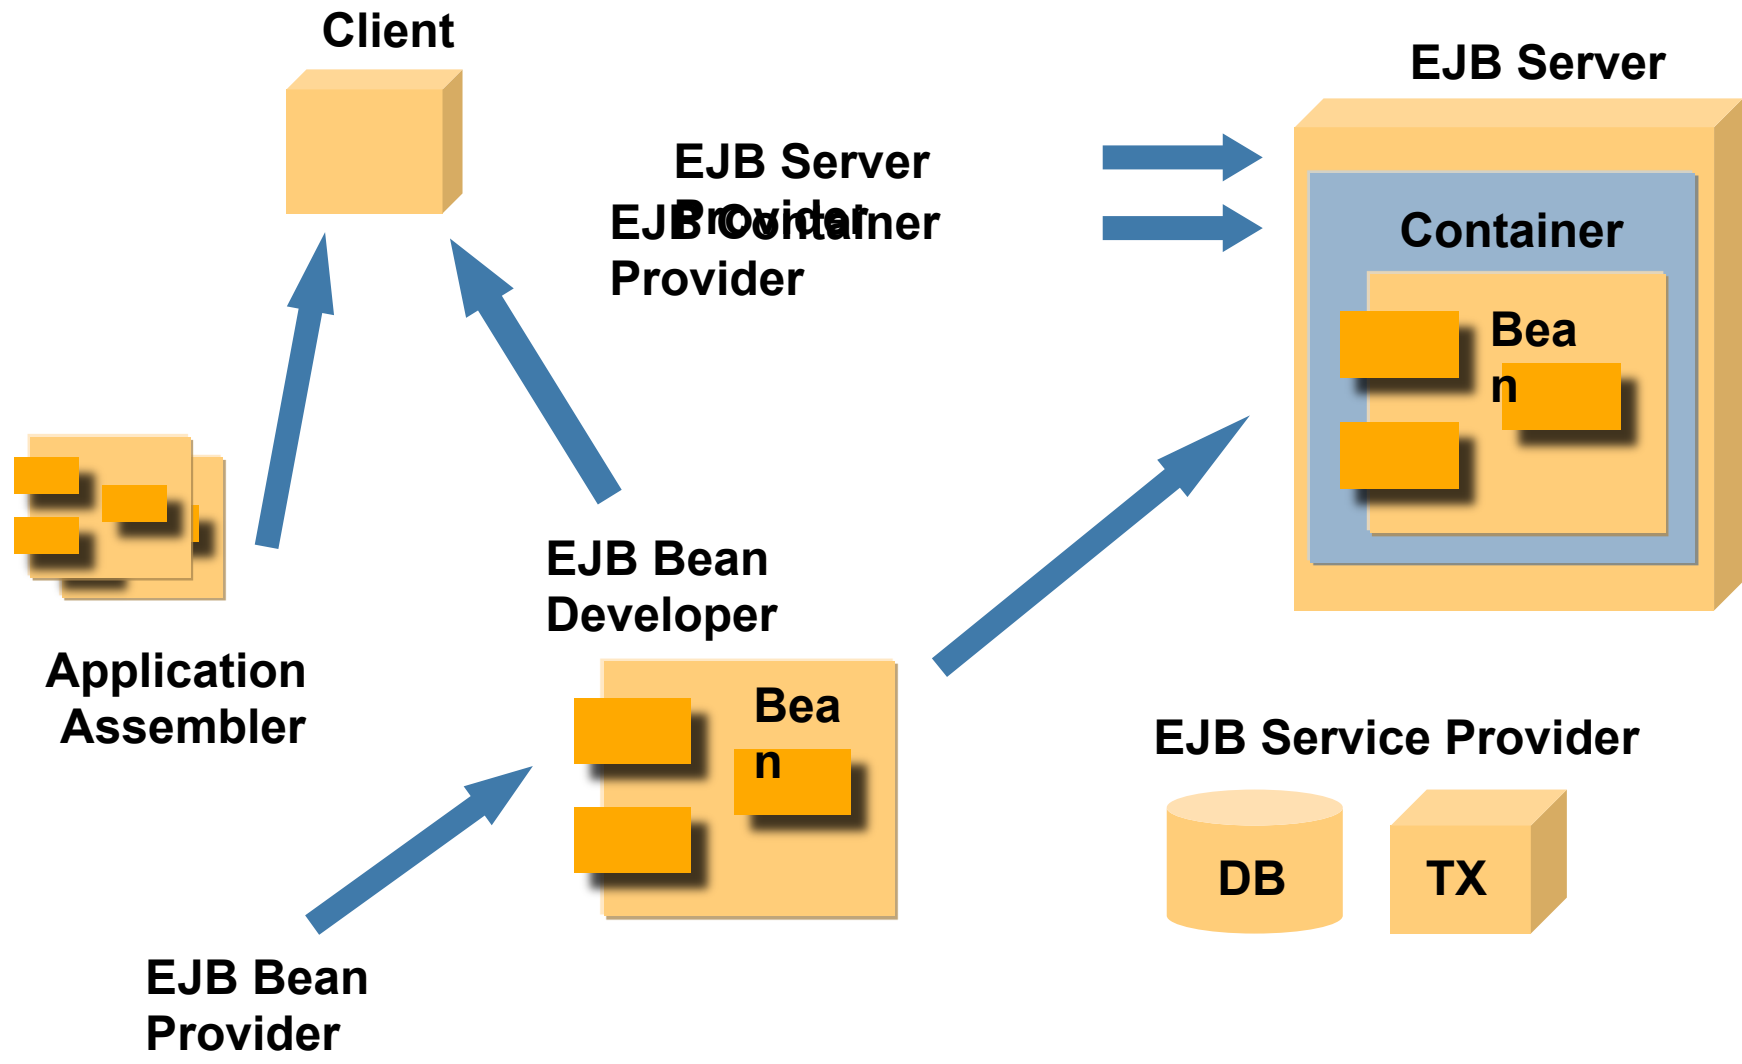 Client
EJB Server
EJB Server
Provider
EJB Container
Provider
Container
Bea
n
EJB Bean
Developer
Application
Assembler
Bea
n
EJB Service Provider
DB
TX
EJB Bean
Provider